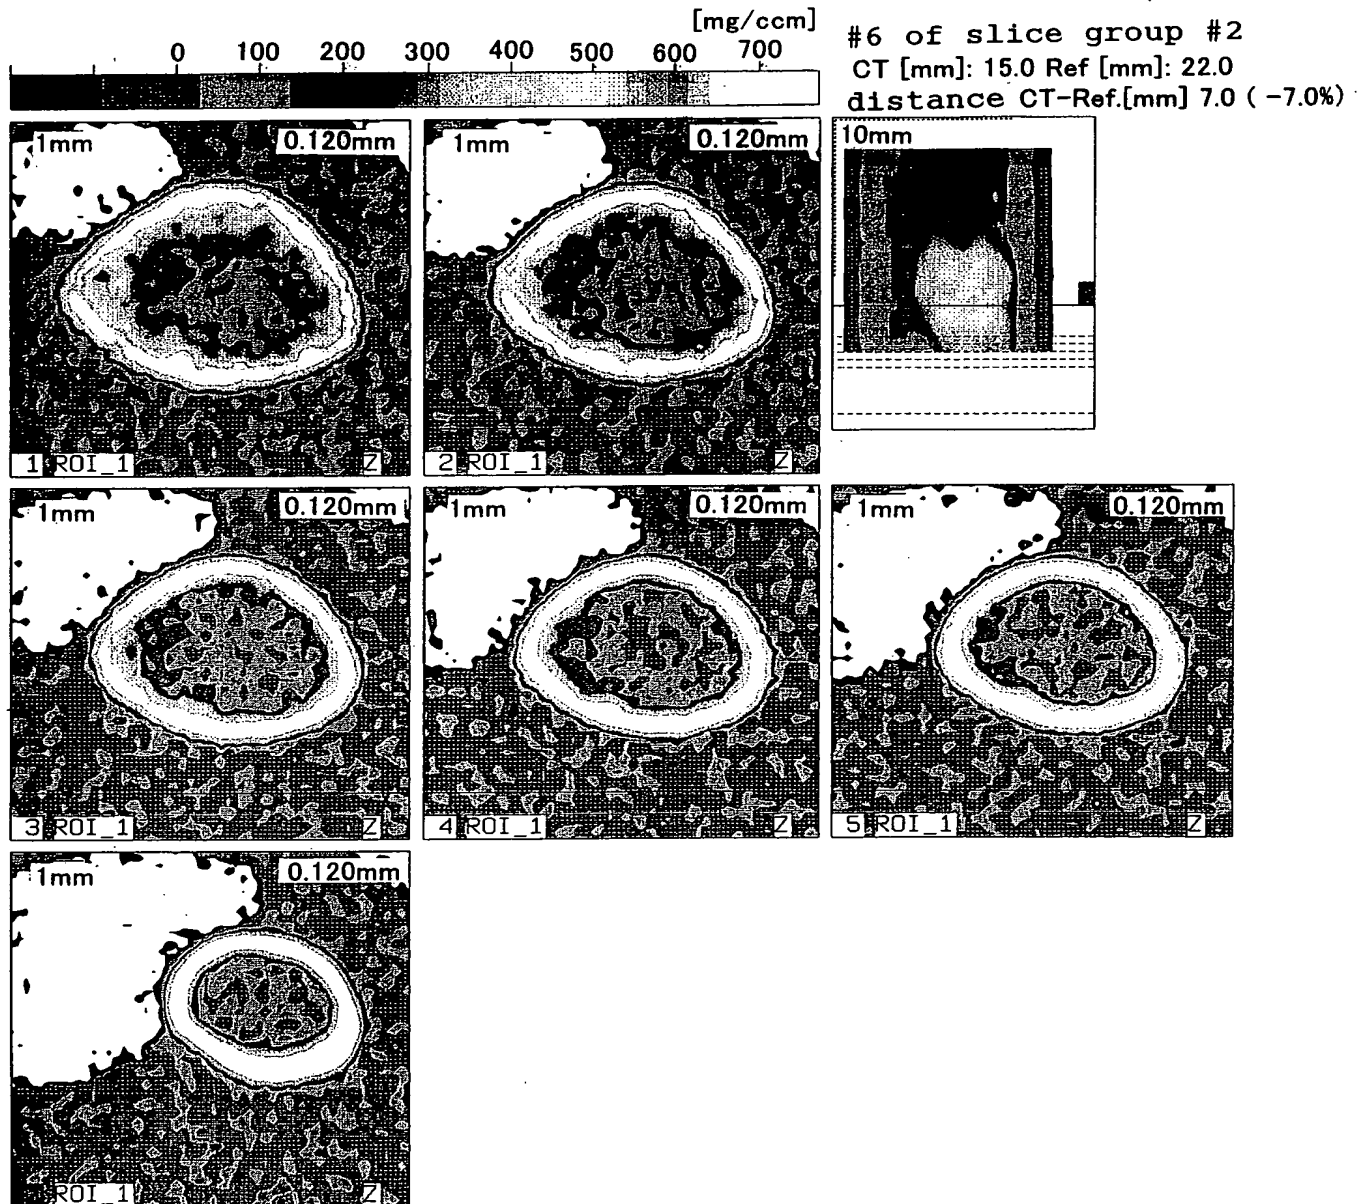 [mg/ccm]
0 100 200 300 400 500 600 700
#6 of slice group #2
CT [mm]: 15.0 Ref [mm]: 22.0
distance CT-Ref.[mm] 7.0 ( -7.0%)
1mm 0.120mm
1 ROI_1 Z
1mm 0.120mm
2 ROI_1 Z
10mm
1mm 0.120mm
3 ROI_1 Z
1mm 0.120mm
4 ROI_1 Z
1mm 0.120mm
5 ROI_1 Z
1mm 0.120mm
ROI_1 Z